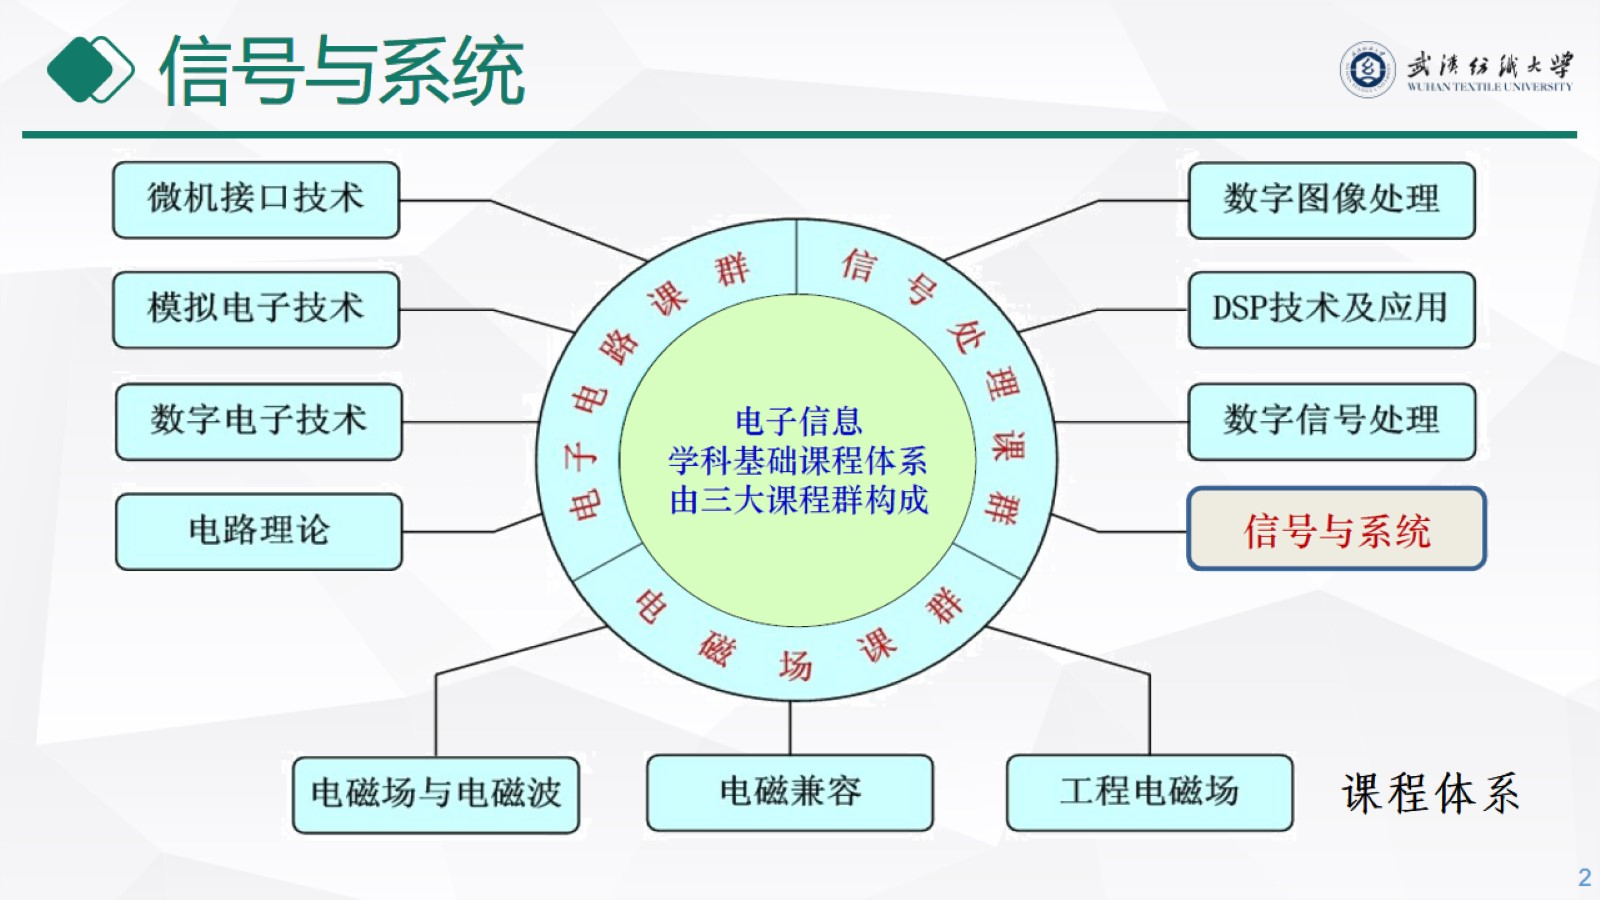 信号与系统
武汉纺织大学
WUHAN TEXTILE UNIVERSITY
微机接口技术
模拟电子技术
数字电子技术
电路理论
电子电路课群
信号处理课群
电磁场课群
电子信息
学科基础课程体系
由三大课程群构成
数字图像处理
DSP技术及应用
数字信号处理
信号与系统
电磁场与电磁波
电磁兼容
工程电磁场
课程体系
2